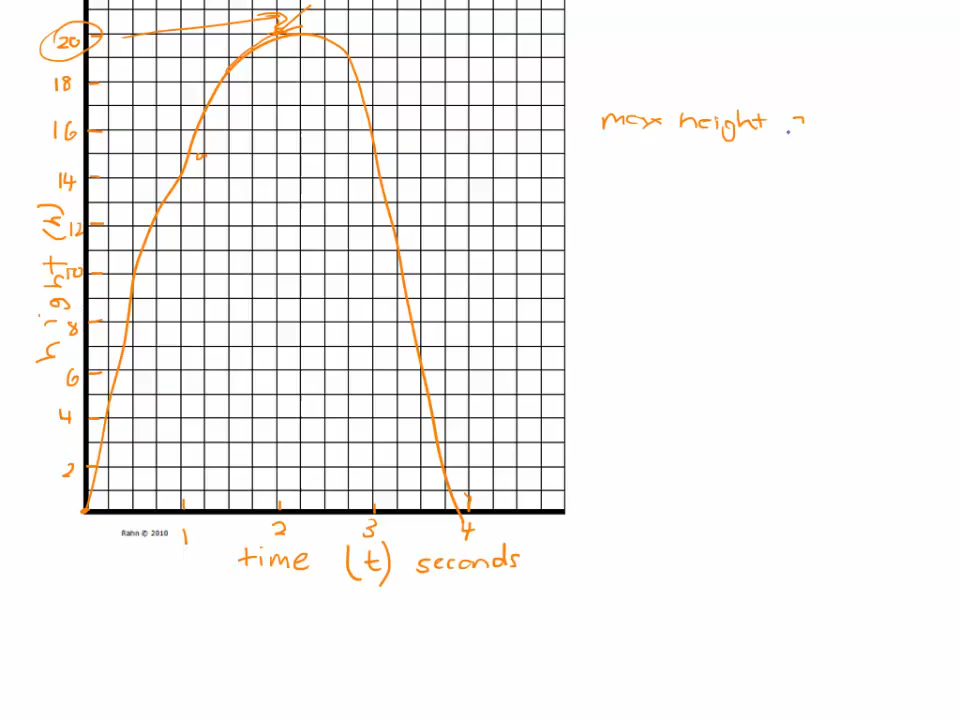 20
18
16
14
12
10
8
6
4
2
height (h)
max height ?
1 2 3 4
Rahn © 2010
time (t) seconds